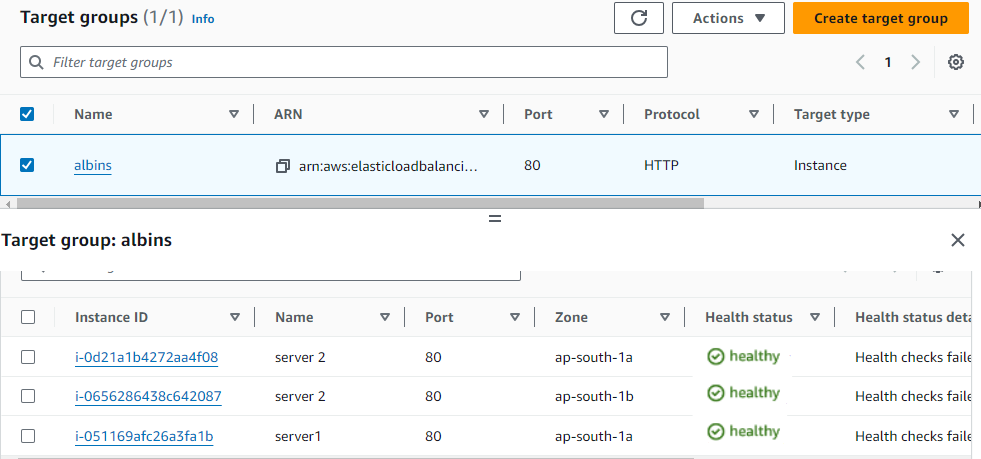 Target groups (1/1) Info
Actions
Create target group
Filter target groups
1
Name ARN Port Protocol Target type
albins arn:aws:elasticloadbalanci... 80 HTTP Instance
Target group: albins
Instance ID Name Port Zone Health status Health status deta
i-0d21a1b4272aa4f08 server 2 80 ap-south-1a healthy Health checks faile
i-0656286438c642087 server 2 80 ap-south-1b healthy Health checks faile
i-051169afc26a3fa1b server1 80 ap-south-1a healthy Health checks faile